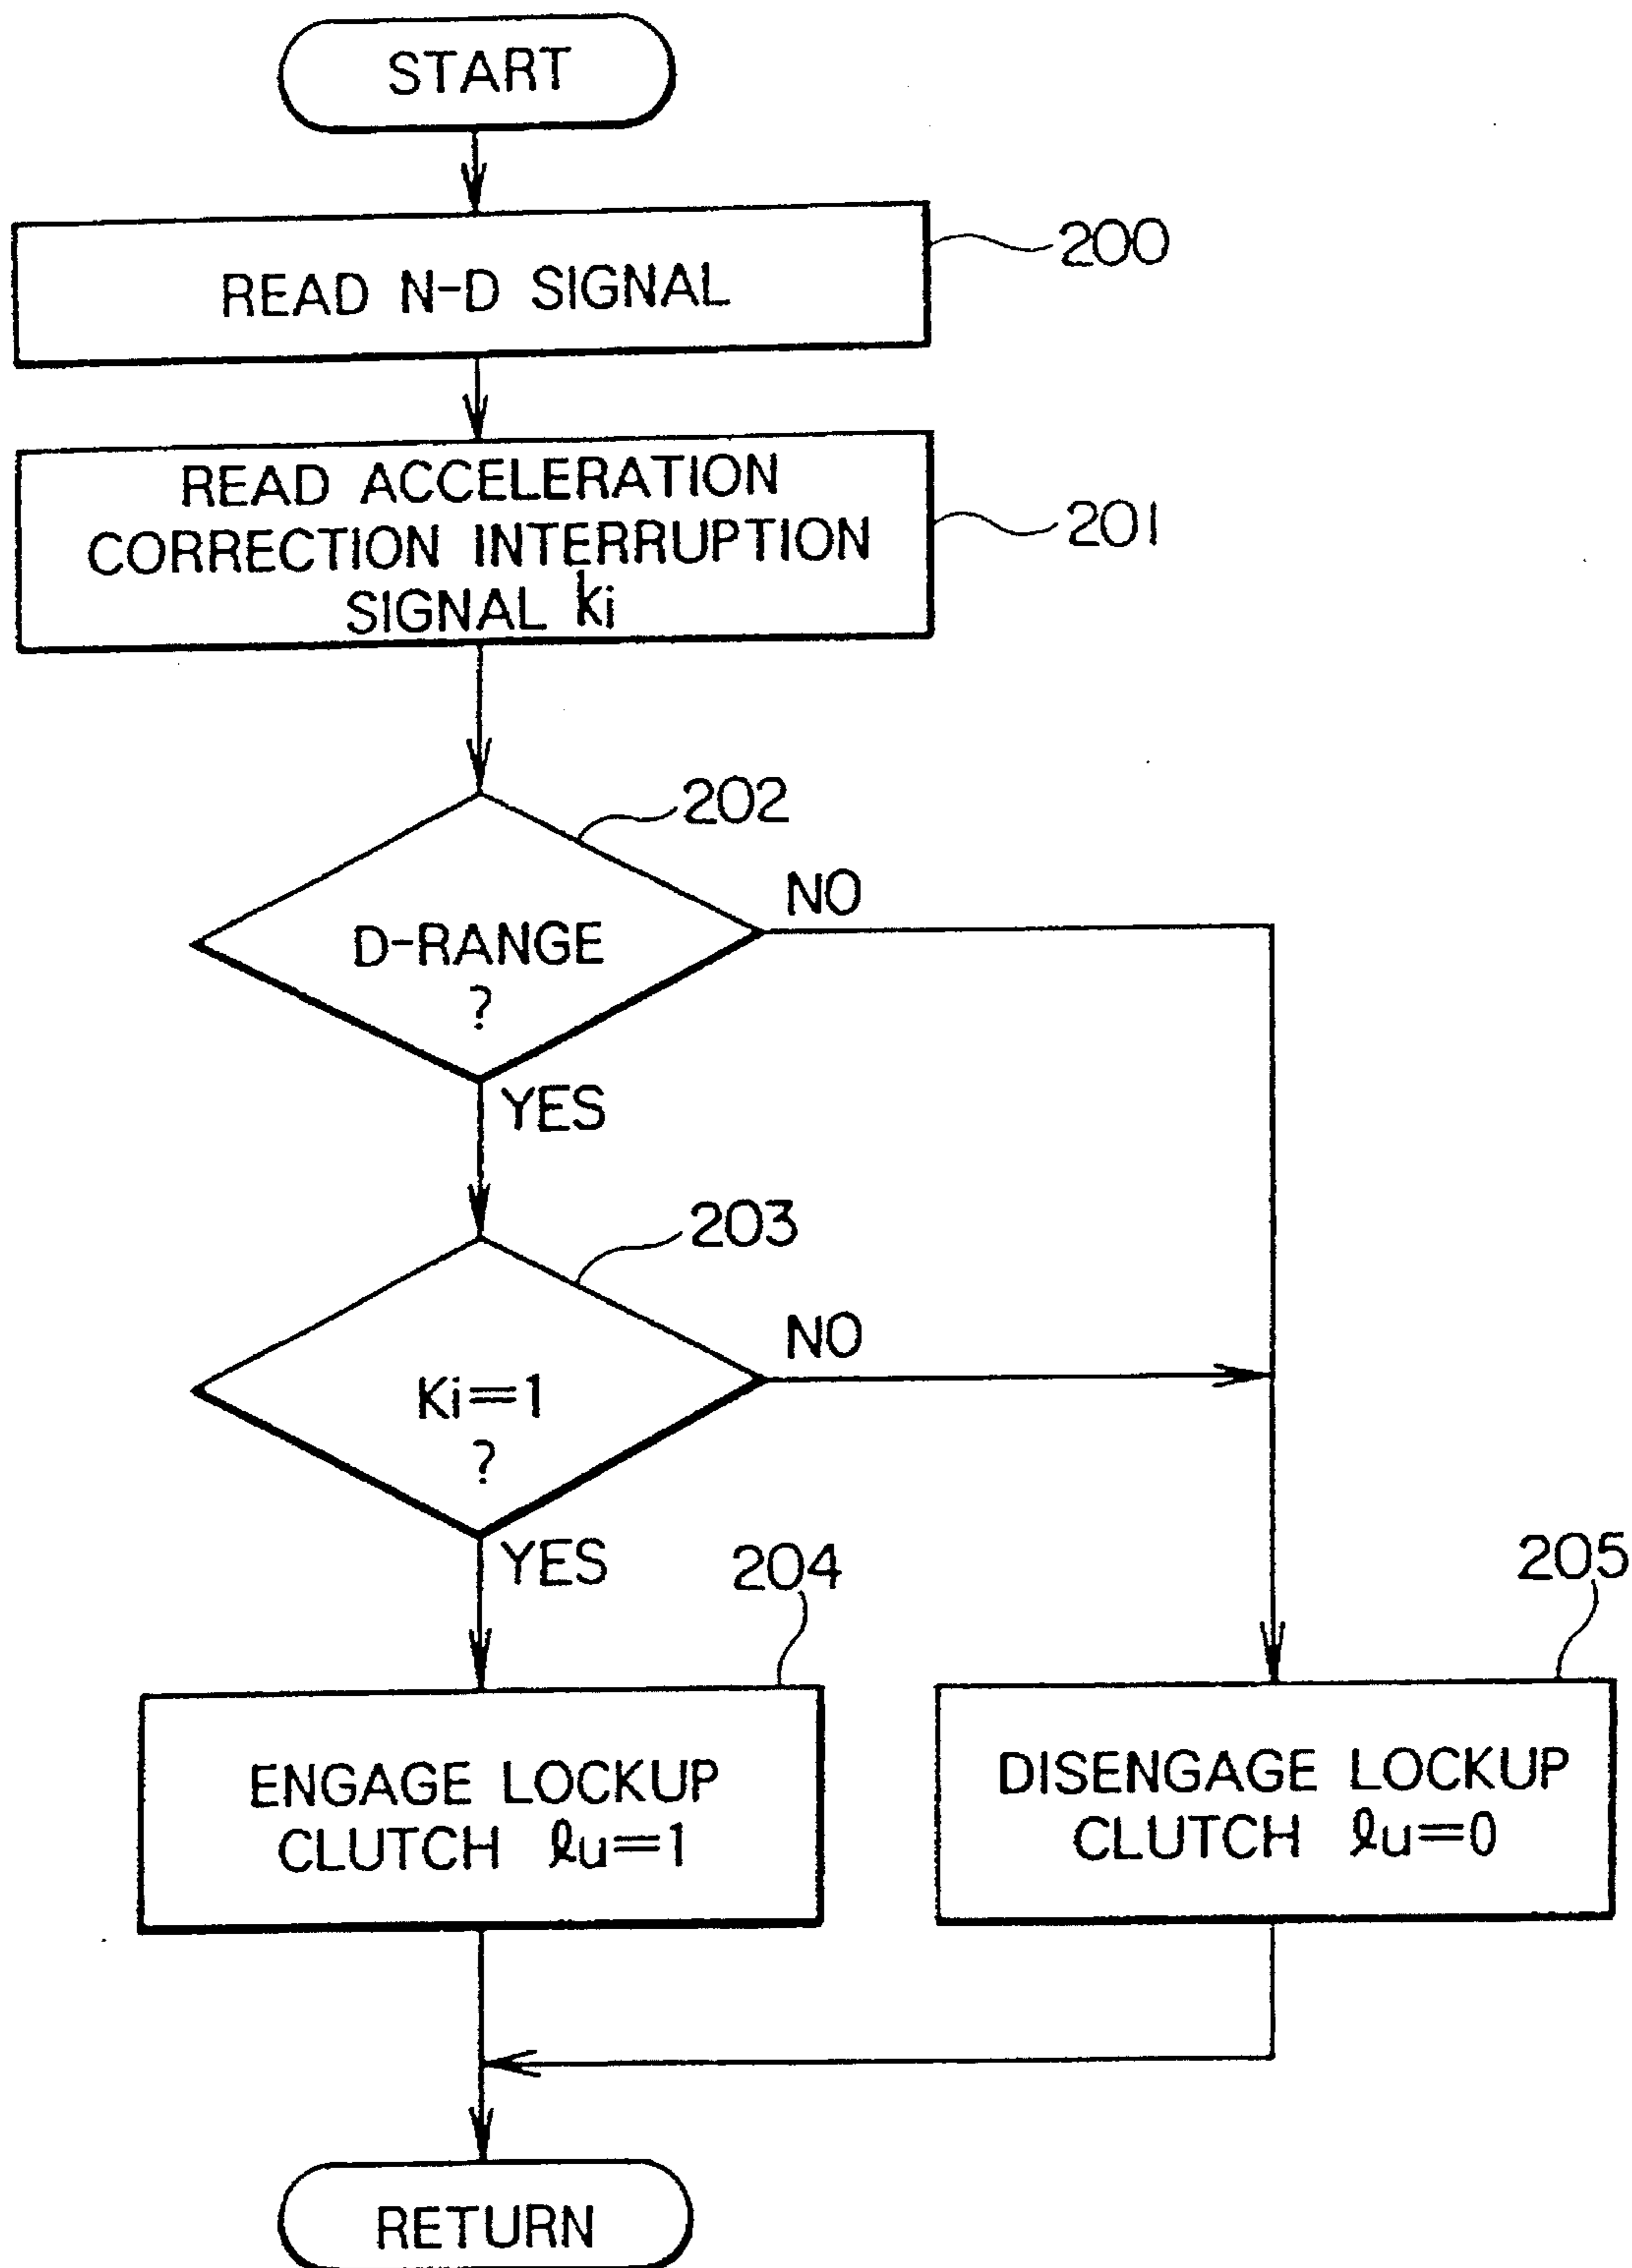 START
READ N-D SIGNAL
200
READ ACCELERATION
CORRECTION INTERRUPTION
SIGNAL ki
201
202
D-RANGE
?
NO
YES
203
Ki=1
?
NO
YES
204
ENGAGE LOCKUP
CLUTCH ℓu=1
205
DISENGAGE LOCKUP
CLUTCH ℓu=0
RETURN